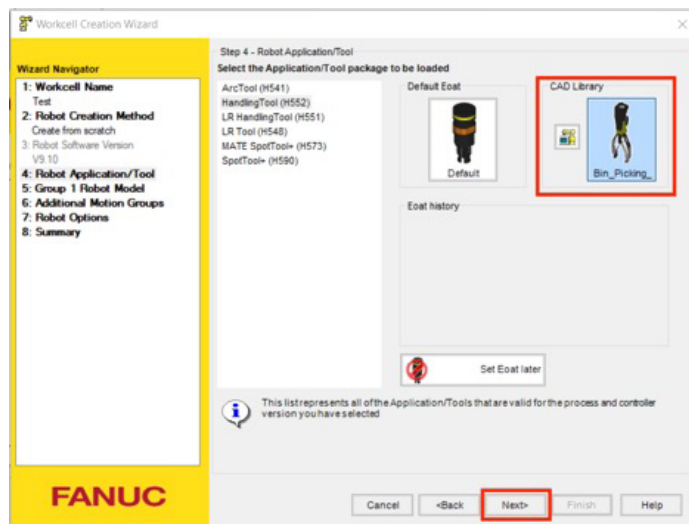 Workcell Creation Wizard
Wizard Navigator
1: Workcell Name
Test
2: Robot Creation Method
Create from scratch
3: Robot Software Version
V9.10
4: Robot Application/Tool
5: Group 1 Robot Model
6: Additional Motion Groups
7: Robot Options
8: Summary
FANUC
Step 4 - Robot Application/Tool
Select the Application/Tool package to be loaded
ArcTool (H541)
HandlingTool (H552)
LR HandlingTool (H551)
LR Tool (H548)
MATE SpotTool+ (H573)
SpotTool+ (H590)
Default Eoat
Default
CAD Library
Bin_Picking_
Eoat history
Set Eoat later
This list represents all of the Application/Tools that are valid for the process and controller
version you have selected
Cancel
<Back
Next>
Finish
Help